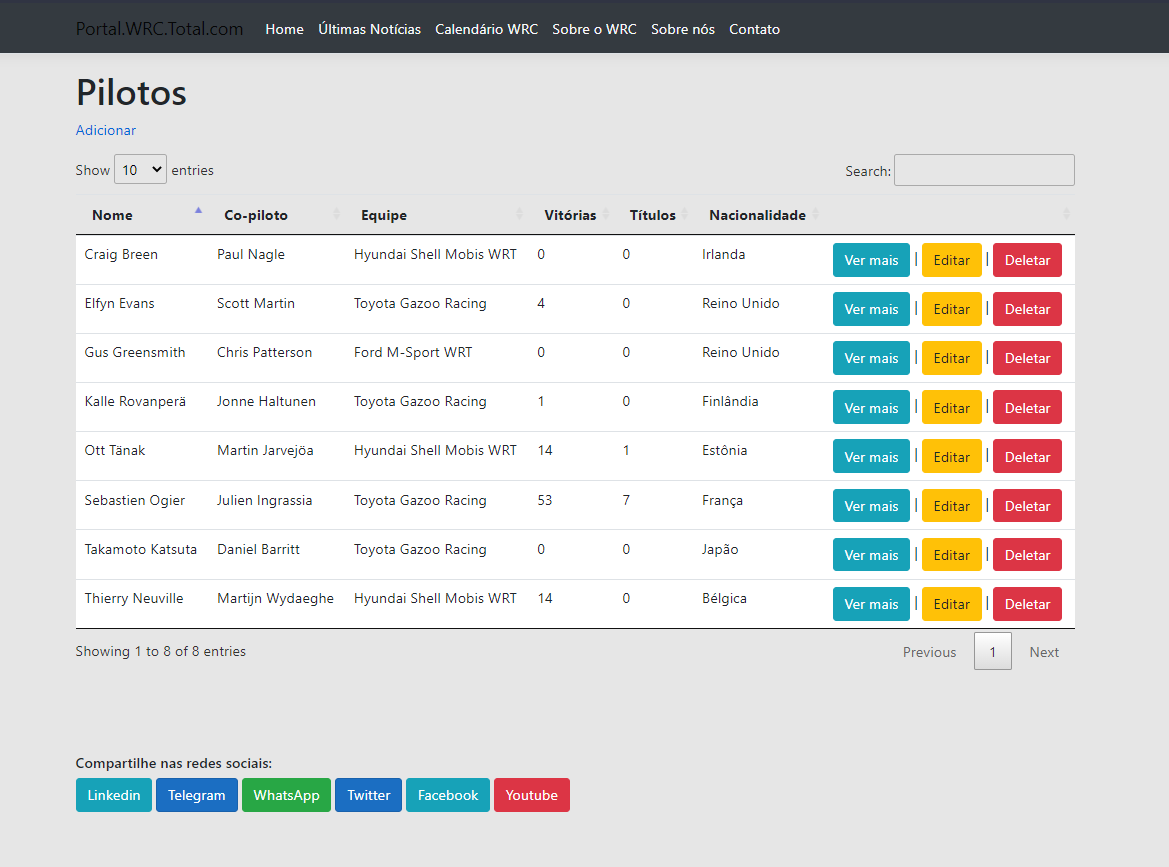 Portal.WRC.Total.com Home Últimas Notícias Calendário WRC Sobre o WRC Sobre nós Contato
Pilotos
Adicionar
Show 10 entries Search:
Nome Co-piloto Equipe Vitórias Títulos Nacionalidade
Craig Breen Paul Nagle Hyundai Shell Mobis WRT 0 0 Irlanda Ver mais | Editar | Deletar
Elfyn Evans Scott Martin Toyota Gazoo Racing 4 0 Reino Unido Ver mais | Editar | Deletar
Gus Greensmith Chris Patterson Ford M-Sport WRT 0 0 Reino Unido Ver mais | Editar | Deletar
Kalle Rovanperä Jonne Haltunen Toyota Gazoo Racing 1 0 Finlândia Ver mais | Editar | Deletar
Ott Tänak Martin Jarvejöa Hyundai Shell Mobis WRT 14 1 Estônia Ver mais | Editar | Deletar
Sebastien Ogier Julien Ingrassia Toyota Gazoo Racing 53 7 França Ver mais | Editar | Deletar
Takamoto Katsuta Daniel Barritt Toyota Gazoo Racing 0 0 Japão Ver mais | Editar | Deletar
Thierry Neuville Martijn Wydaeghe Hyundai Shell Mobis WRT 14 0 Bélgica Ver mais | Editar | Deletar
Showing 1 to 8 of 8 entries Previous 1 Next
Compartilhe nas redes sociais:
Linkedin Telegram WhatsApp Twitter Facebook Youtube